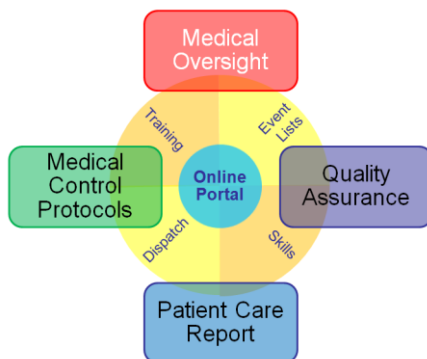 Medical
Oversight
Training
Event
Lists
Medical
Control
Protocols
Online
Portal
Quality
Assurance
Dispatch
Skills
Patient Care
Report